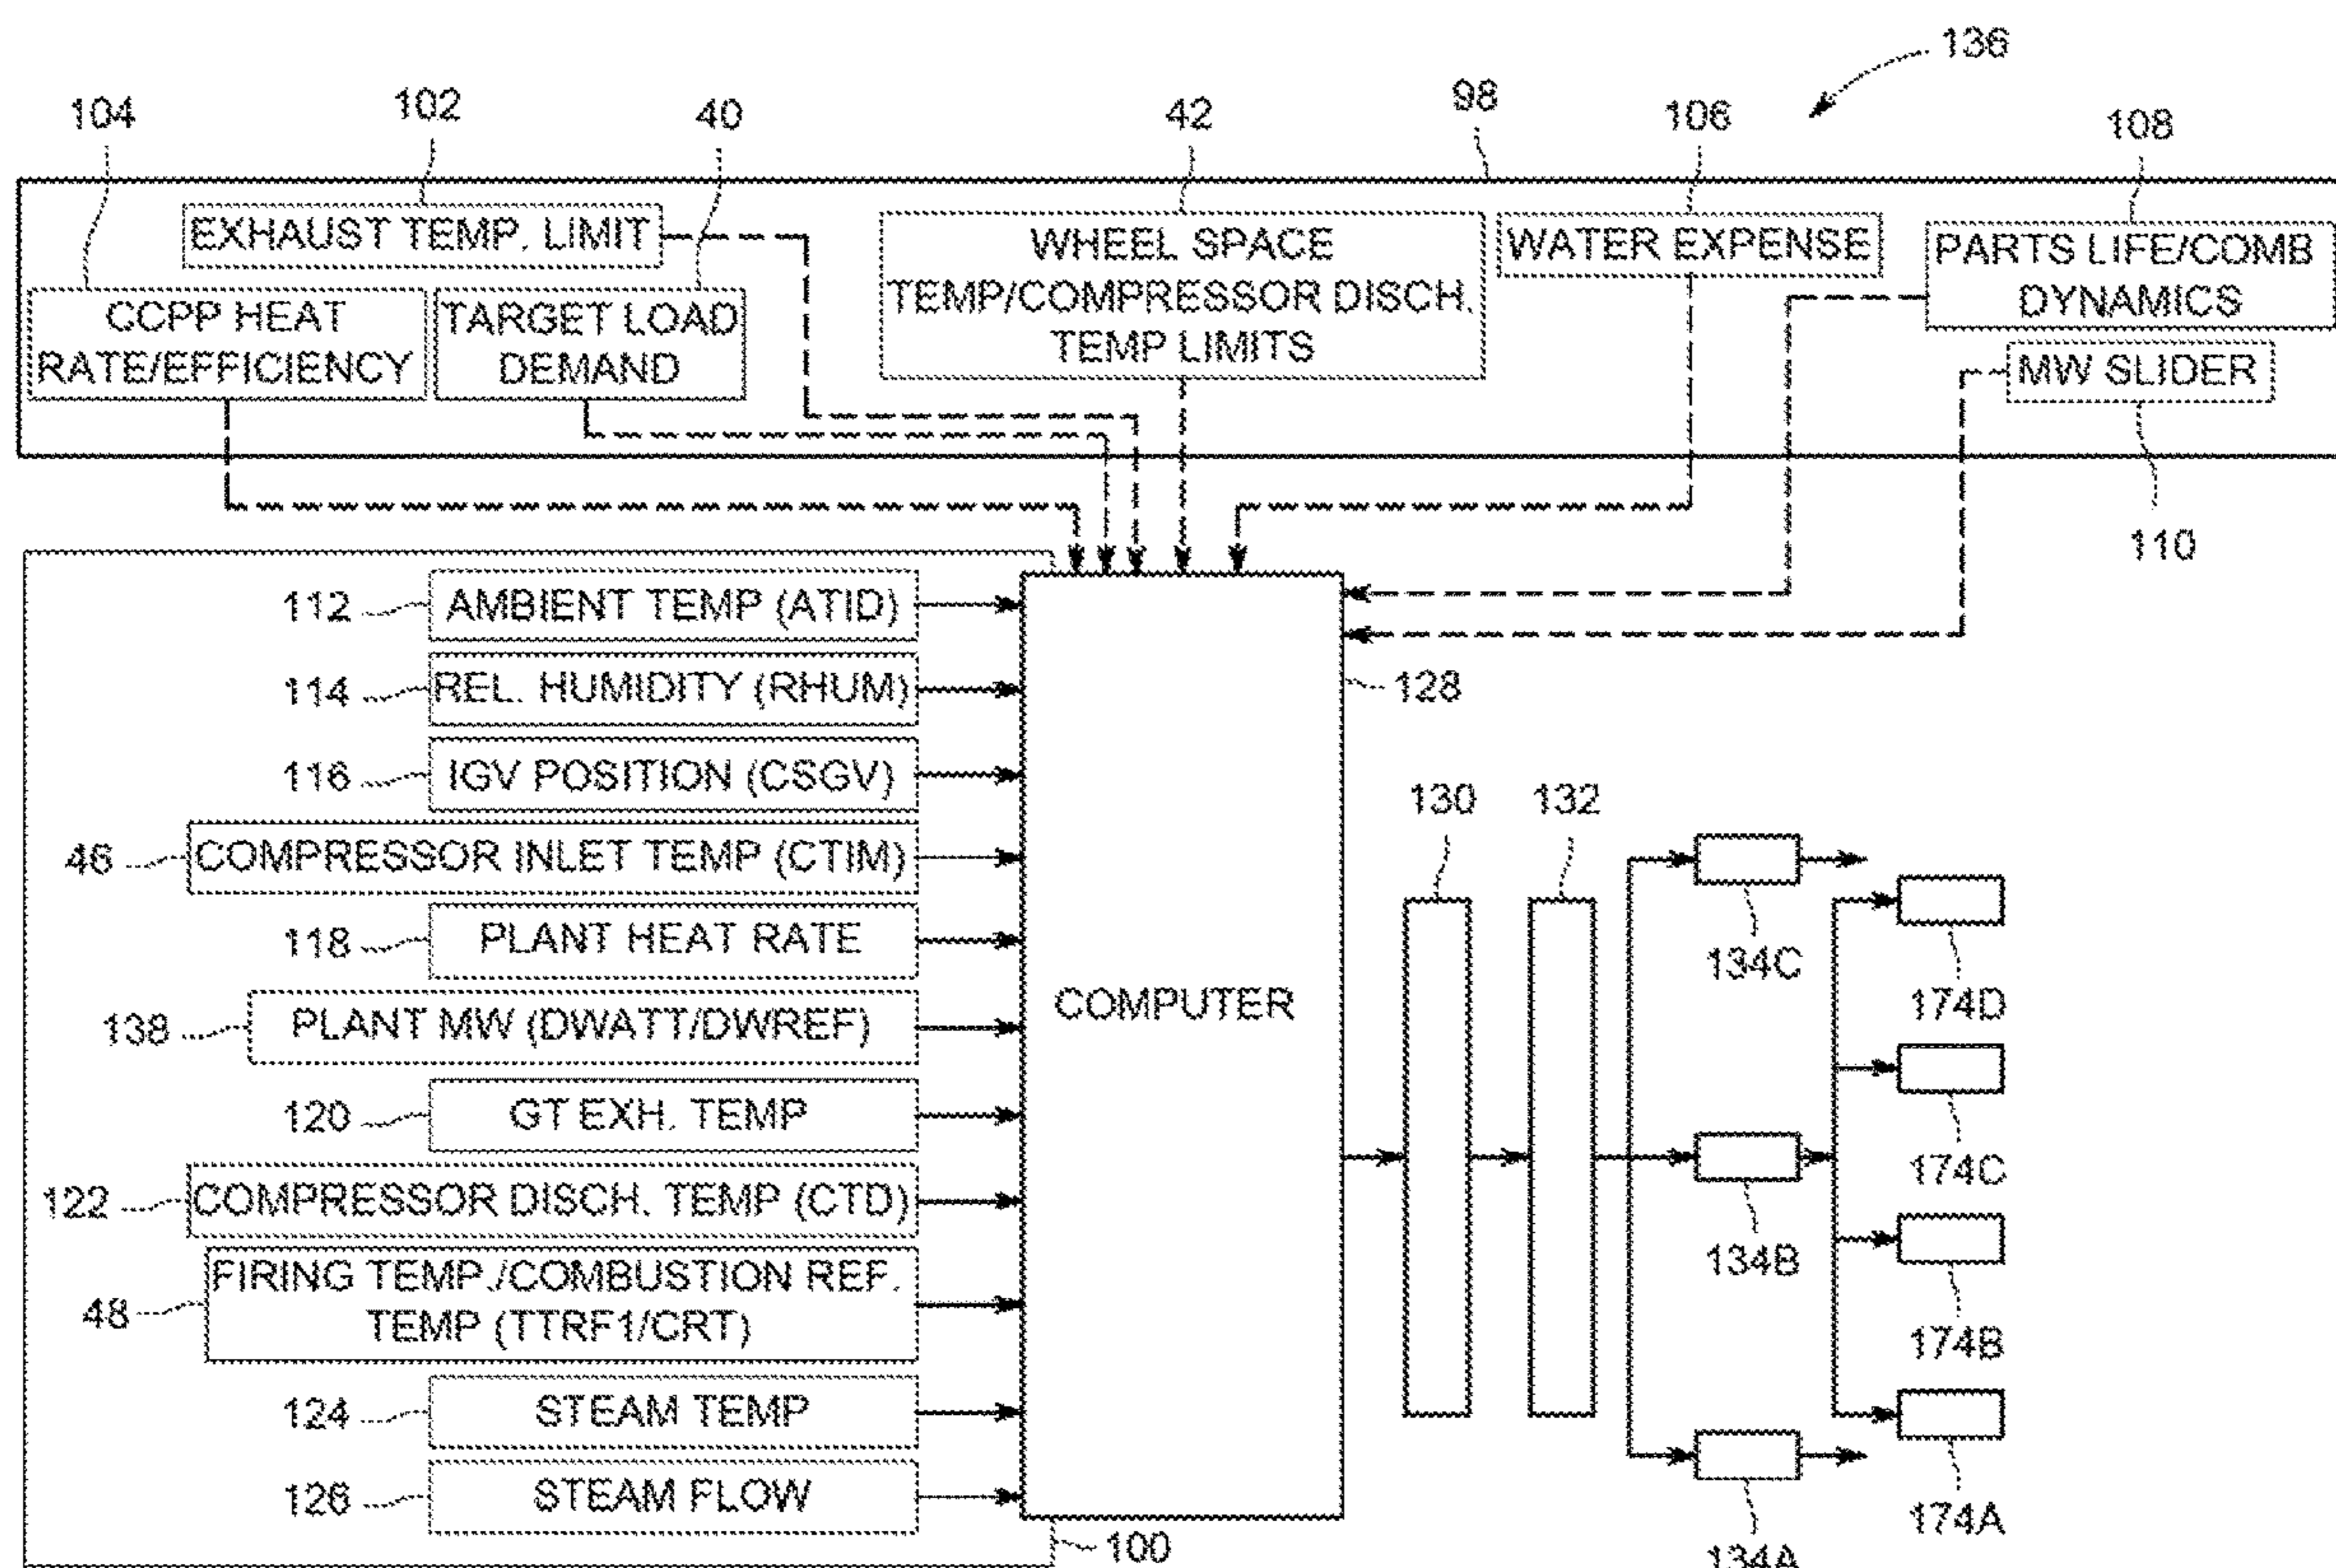 136
104
102
40
42
98
106
108
EXHAUST TEMP. LIMIT
WHEEL SPACE
TEMP/COMPRESSOR DISCH.
TEMP LIMITS
WATER EXPENSE
PARTS LIFE/COMB
DYNAMICS
CCPP HEAT
RATE/EFFICIENCY
TARGET LOAD
DEMAND
MW SLIDER
110
112
AMBIENT TEMP (ATID)
114
REL. HUMIDITY (RHUM)
128
116
IGV POSITION (CSGV)
130
132
46
COMPRESSOR INLET TEMP (CTIM)
118
PLANT HEAT RATE
134C
138
PLANT MW (DWATT/DWREF)
COMPUTER
174D
120
GT EXH. TEMP
174C
122
COMPRESSOR DISCH. TEMP (CTD)
134B
48
FIRING TEMP./COMBUSTION REF.
TEMP (TTRF1/CRT)
174B
124
STEAM TEMP
126
STEAM FLOW
174A
100
134A